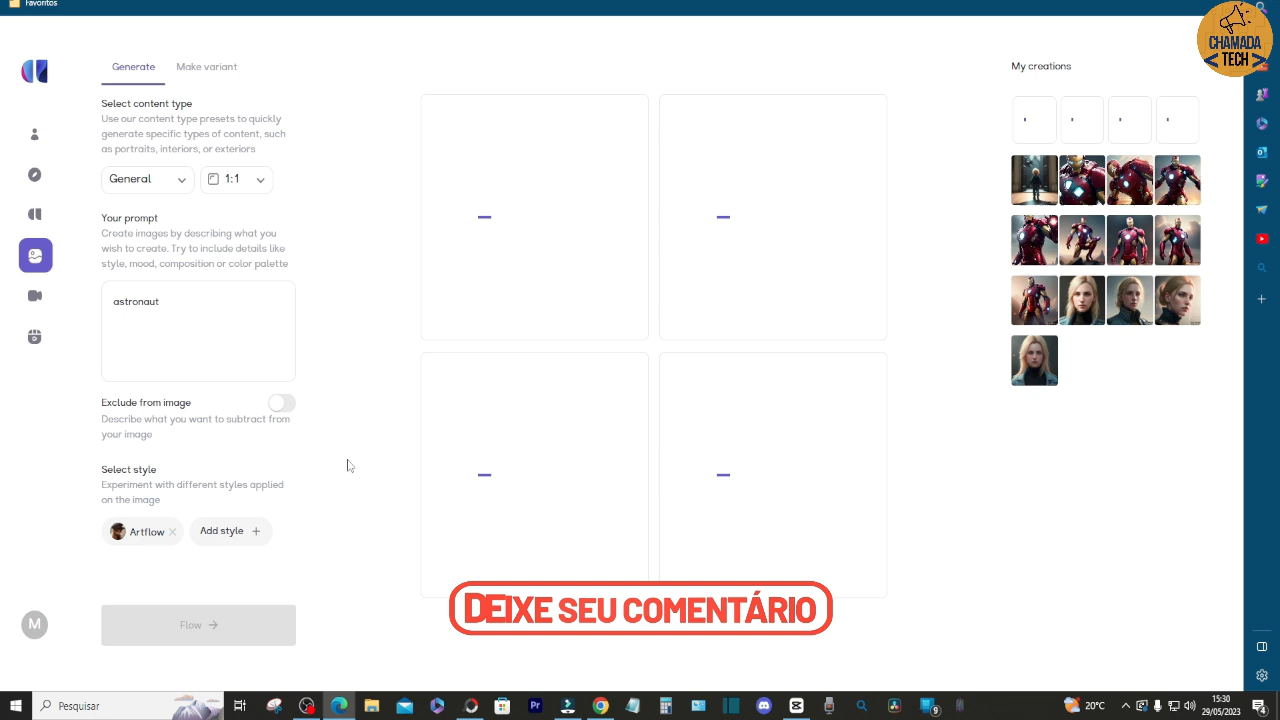 Favoritos
CHAMADA
TECH
Generate
Make variant
My creations
Select content type
Use our content type presets to quickly
generate specific types of content, such
as portraits, interiors, or exteriors
General
1:1
Your prompt
Create images by describing what you
wish to create. Try to include details like
style, mood, composition or color palette
astronaut
Exclude from image
Describe what you want to subtract from
your image
Select style
Experiment with different styles applied
on the image
Artflow
Add style
Flow
M
DEIXE SEU COMENTÁRIO
Pesquisar
Pr
9
20°C
15:30
29/05/2023
4